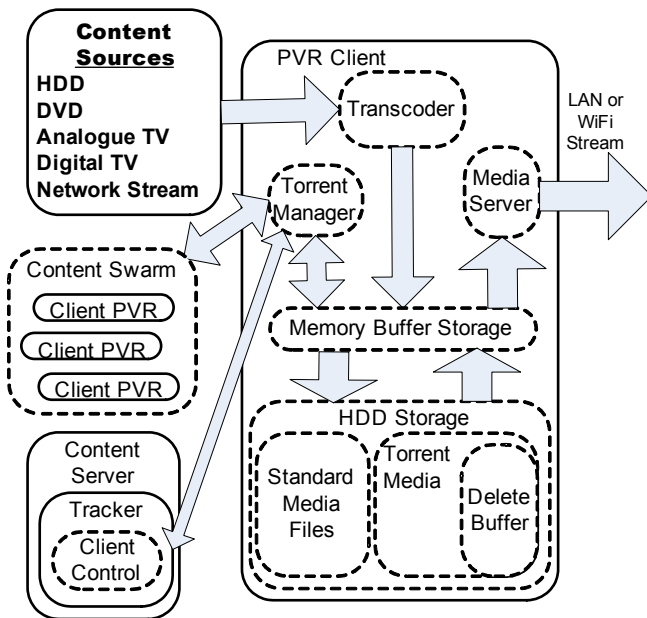 Content
Sources
HDD
DVD
Analogue TV
Digital TV
Network Stream
PVR Client
Transcoder
LAN or
WiFi
Stream
Torrent
Manager
Media
Server
Content Swarm
Client PVR
Client PVR
Client PVR
Memory Buffer Storage
HDD Storage
Standard
Media
Files
Torrent
Media
Delete
Buffer
Content
Server
Tracker
Client
Control